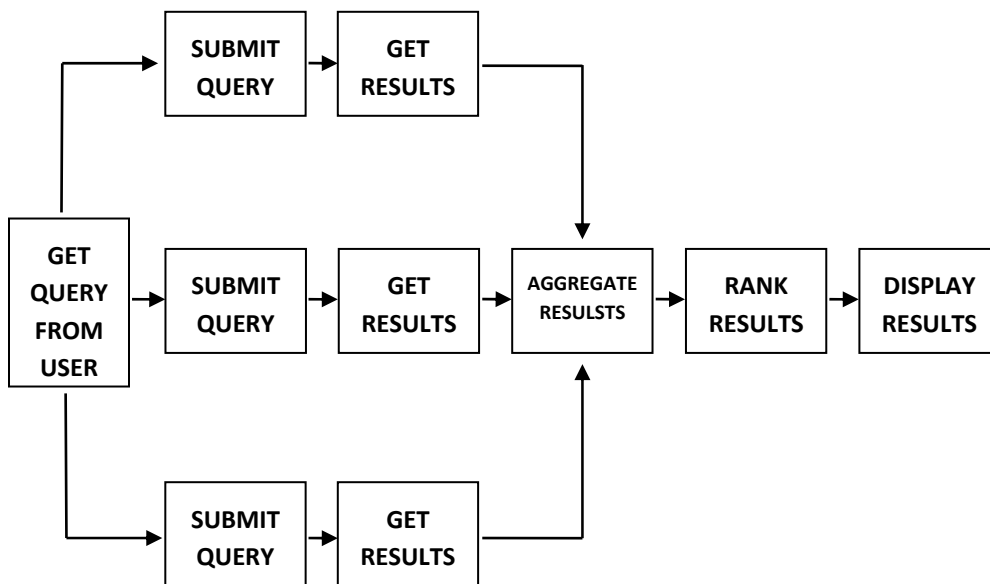 SUBMIT
QUERY
GET
RESULTS
GET
QUERY
FROM
USER
SUBMIT
QUERY
GET
RESULTS
AGGREGATE
RESULSTS
RANK
RESULTS
DISPLAY
RESULTS
SUBMIT
QUERY
GET
RESULTS